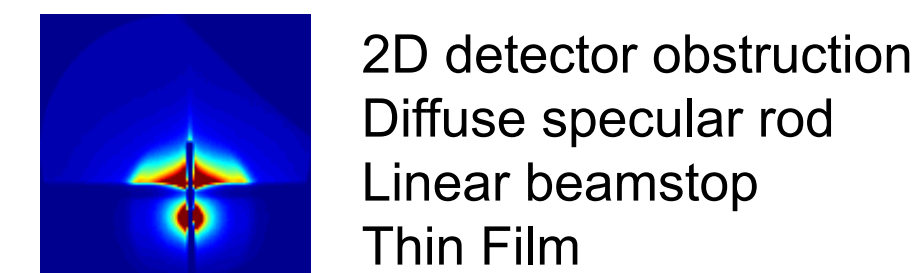 2D detector obstruction
Diffuse specular rod
Linear beamstop
Thin Film